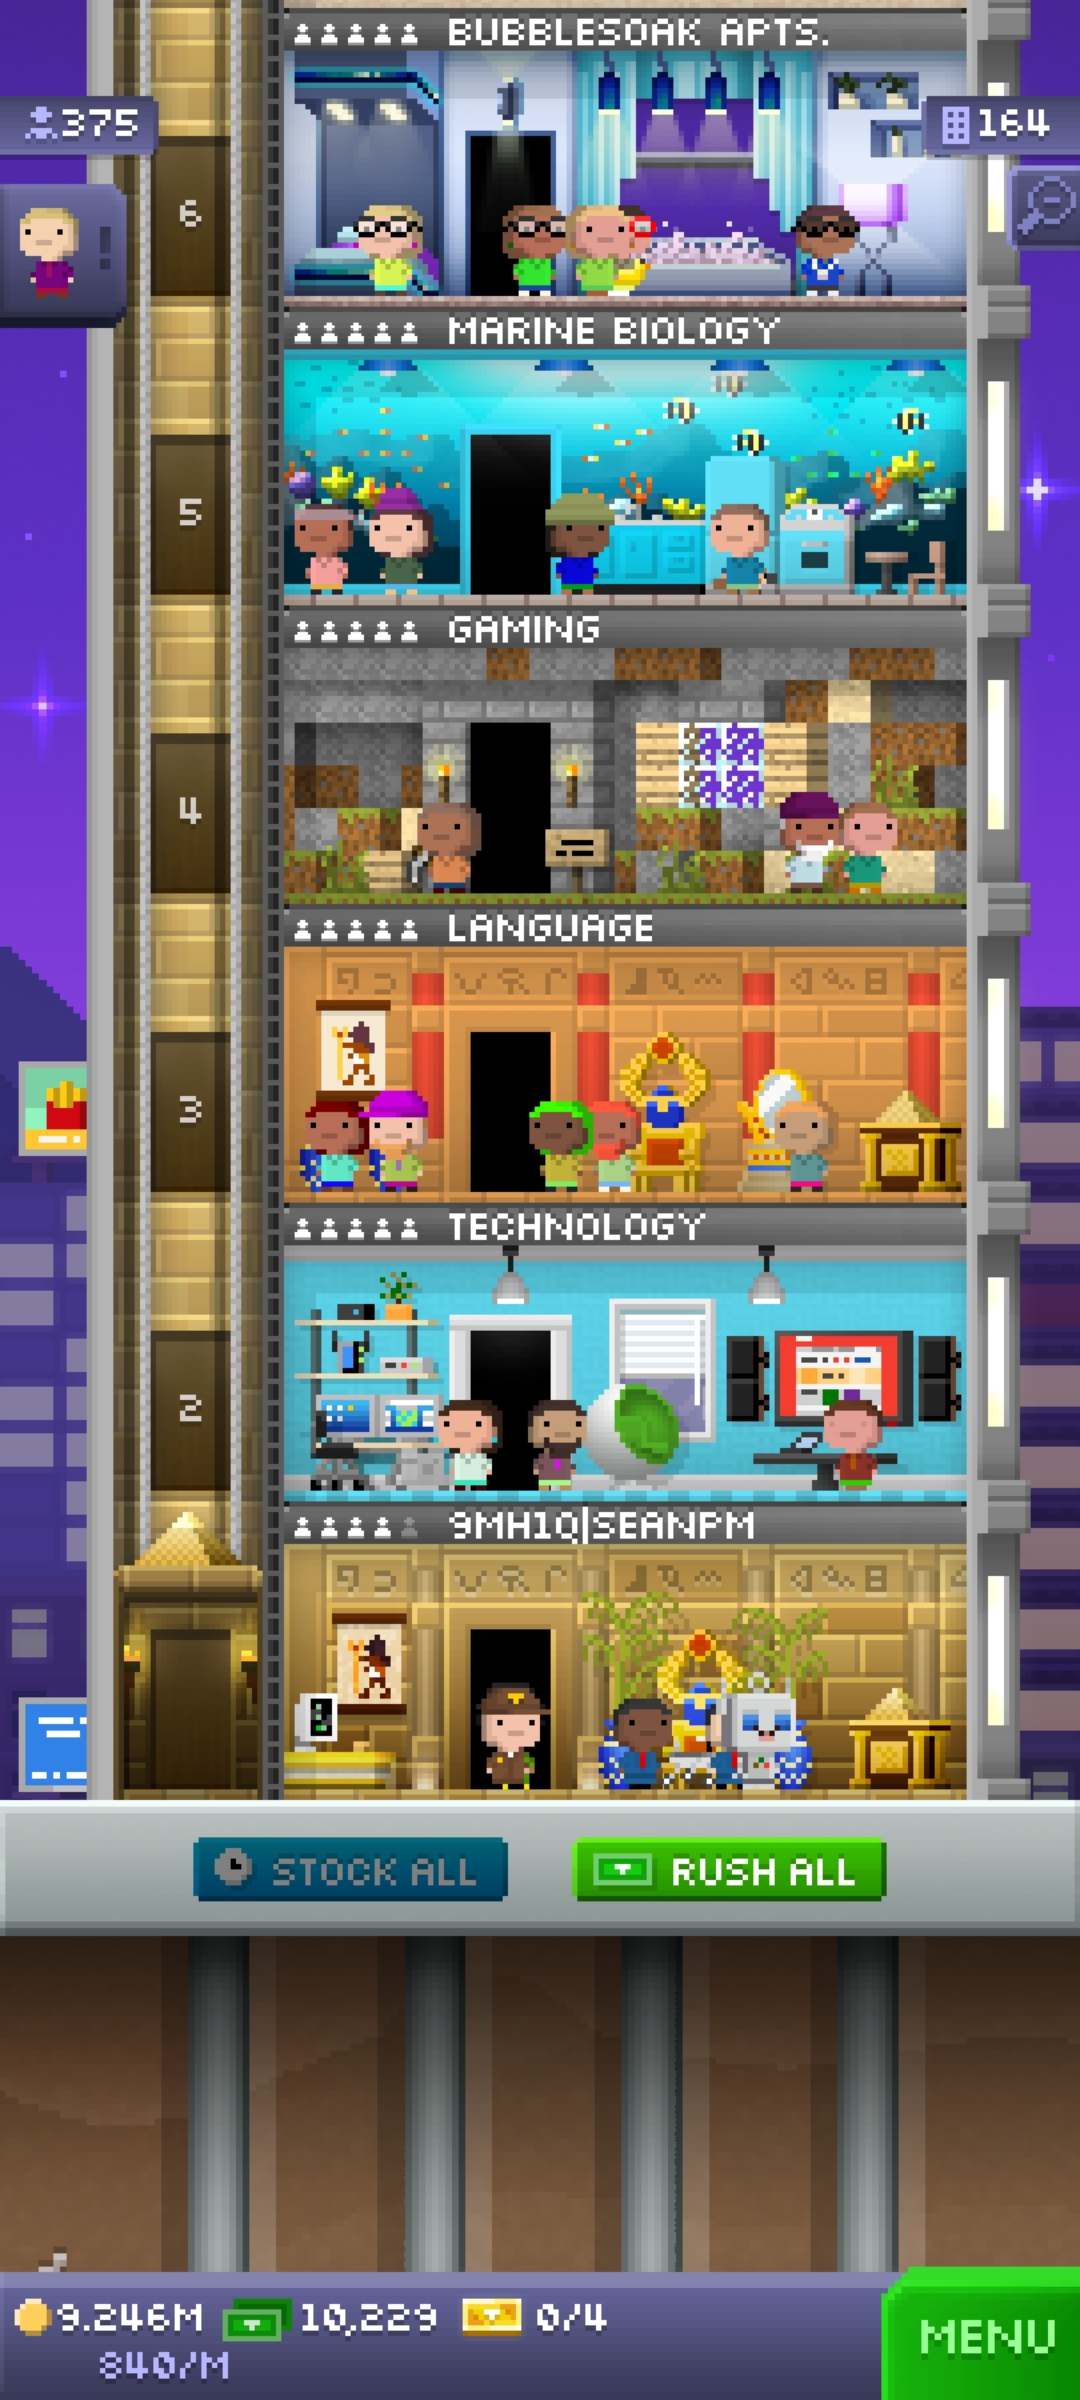 BUBBLESOAK APTS.
375
164
6
MARINE BIOLOGY
5
GAMING
4
LANGUAGE
3
TECHNOLOGY
2
9MH1Q|SEANPM
STOCK ALL
RUSH ALL
9.246M 10,229 0/4
840/M
MENU